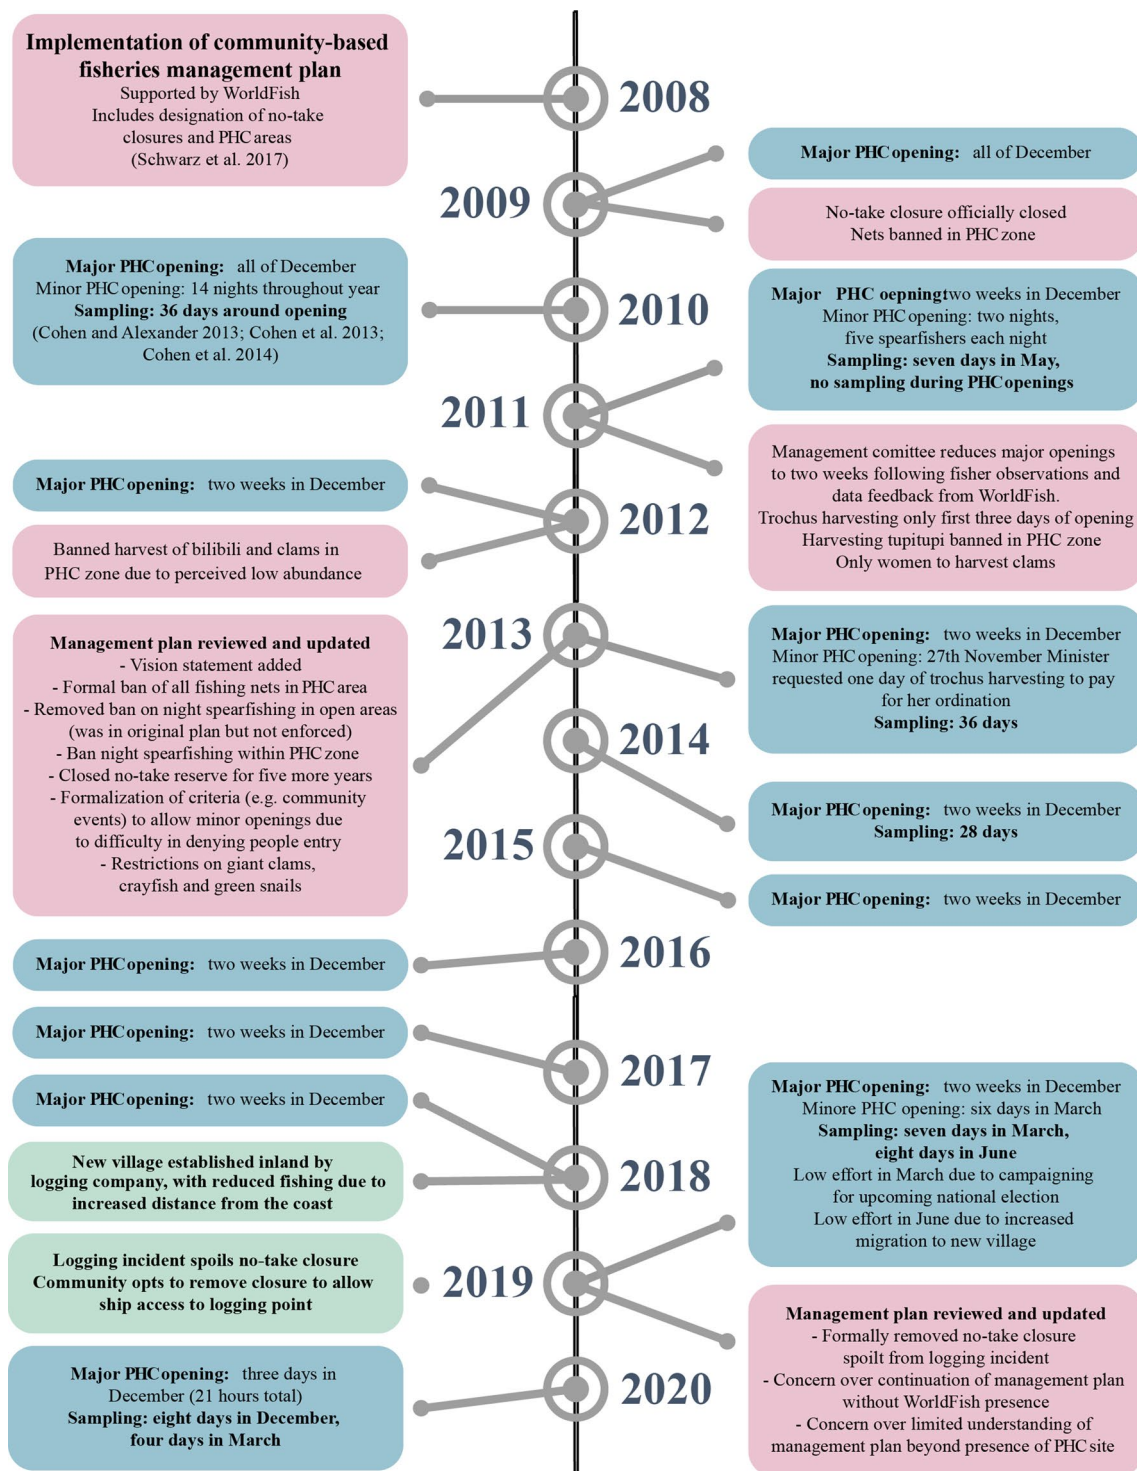 Implementation of community-based
fisheries management plan
Supported by WorldFish
Includes designation of no-take
closures and PHC areas
(Schwarz et al. 2017)
2008
Major PHC opening: all of December
2009
No-take closure officially closed
Nets banned in PHC zone
Major PHC opening: all of December
Minor PHC opening: 14 nights throughout year
Sampling: 36 days around opening
(Cohen and Alexander 2013; Cohen et al. 2013;
Cohen et al. 2014)
2010
Major PHC oepning: two weeks in December
Minor PHC opening: two nights,
five spearfishers each night
Sampling: seven days in May,
no sampling during PHC openings
2011
Management comittee reduces major openings
to two weeks following fisher observations and
data feedback from WorldFish.
Trochus harvesting only first three days of opening
Harvesting tupitupi banned in PHC zone
Only women to harvest clams
Major PHC opening: two weeks in December
2012
Banned harvest of bilibili and clams in
PHC zone due to perceived low abundance
2013
Management plan reviewed and updated
- Vision statement added
- Formal ban of all fishing nets in PHC area
- Removed ban on night spearfishing in open areas
(was in original plan but not enforced)
- Ban night spearfishing within PHC zone
- Closed no-take reserve for five more years
- Formalization of criteria (e.g. community
events) to allow minor openings due
to difficulty in denying people entry
- Restrictions on giant clams,
crayfish and green snails
Major PHC opening: two weeks in December
Minor PHC opening: 27th November Minister
requested one day of trochus harvesting to pay
for her ordination
Sampling: 36 days
2014
Major PHC opening: two weeks in December
Sampling: 28 days
2015
Major PHC opening: two weeks in December
2016
Major PHC opening: two weeks in December
Major PHC opening: two weeks in December
2017
Major PHC opening: two weeks in December
2018
New village established inland by
logging company, with reduced fishing due to
increased distance from the coast
Major PHC opening: two weeks in December
Minore PHC opening: six days in March
Sampling: seven days in March,
eight days in June
Low effort in March due to campaigning
for upcoming national election
Low effort in June due to increased
migration to new village
Logging incident spoils no-take closure
Community opts to remove closure to allow
ship access to logging point
2019
Management plan reviewed and updated
- Formally removed no-take closure
spoilt from logging incident
- Concern over continuation of management plan
without WorldFish presence
- Concern over limited understanding of
management plan beyond presence of PHC site
Major PHC opening: three days in
December (21 hours total)
Sampling: eight days in December,
four days in March
2020